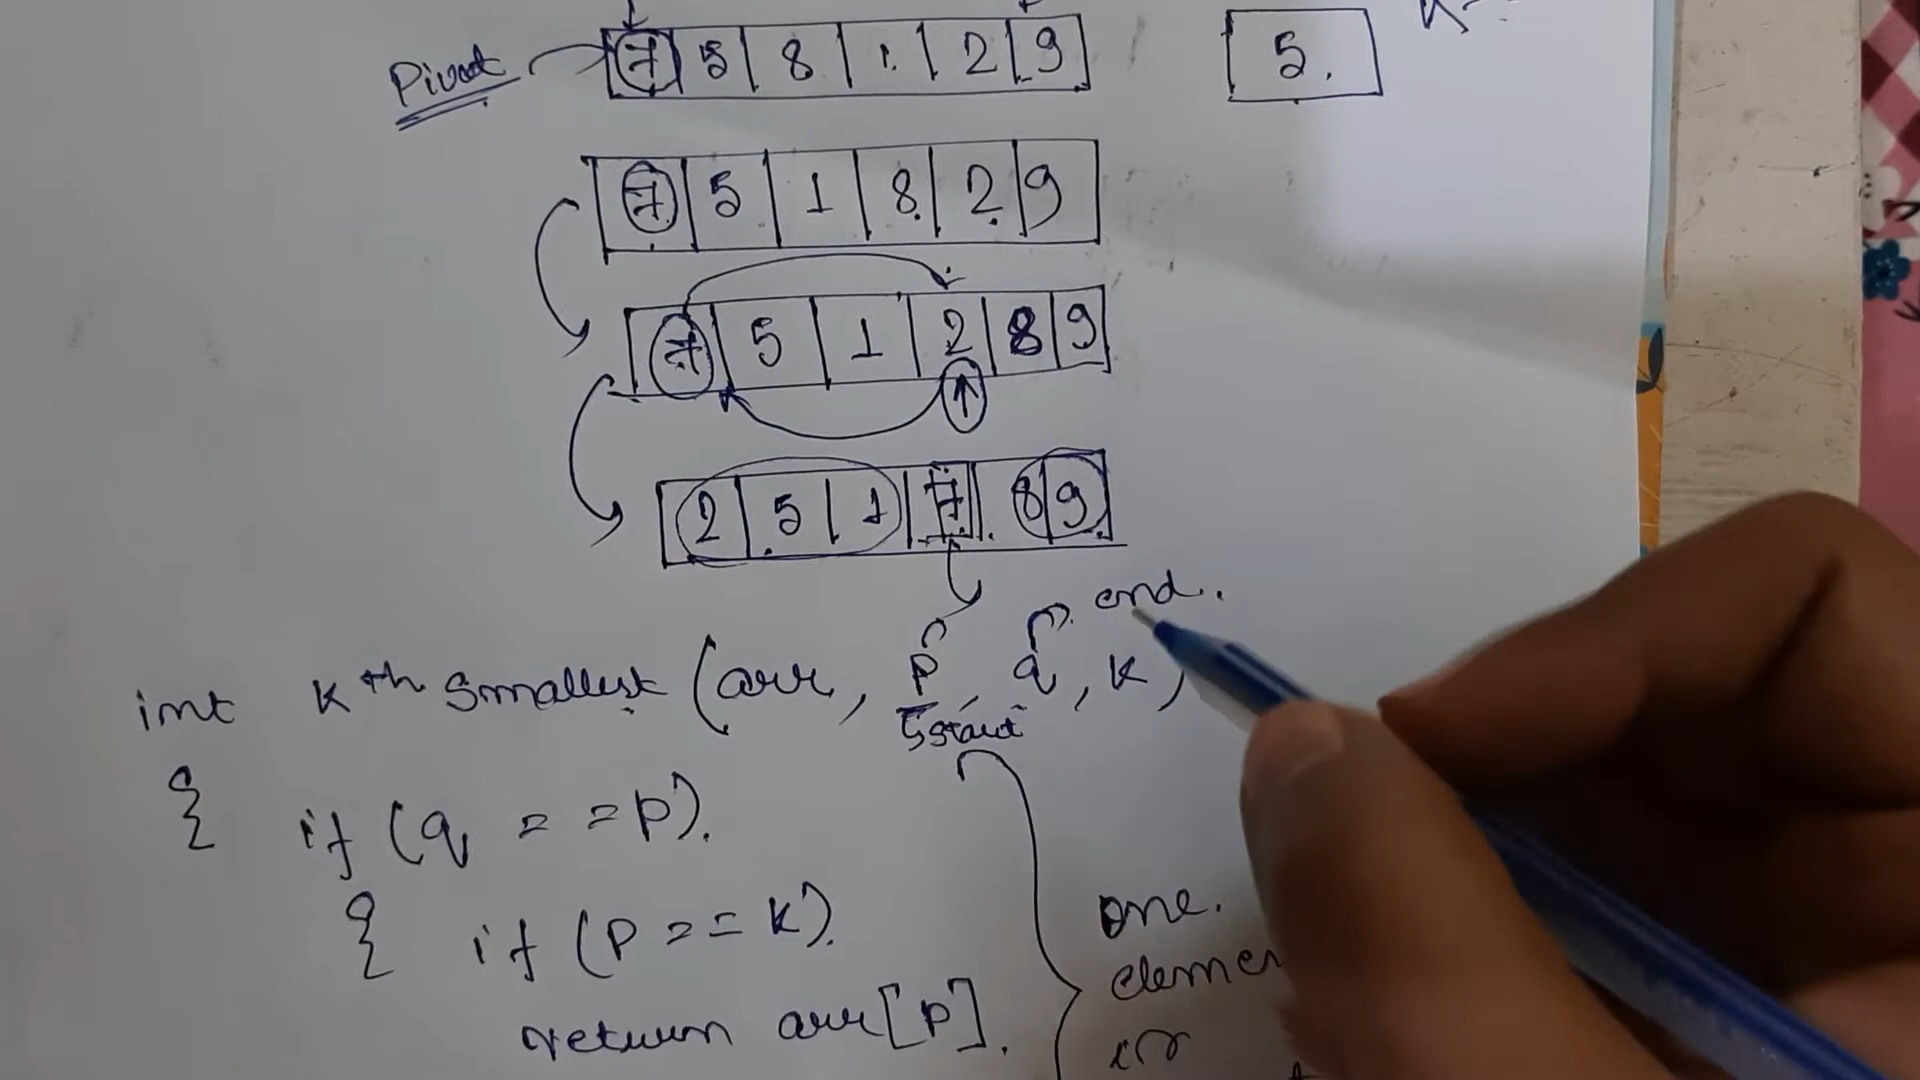 Pivot 7 5 8 1 2 9 5.
7 5 1 8 2 9
7 5 1 2 8 9
2 5 1 7 8 9
end.
int kth smallest (arr, p, q, k)
start
{ if (q == p).
{ if (p == k).
one.
return arr[p].